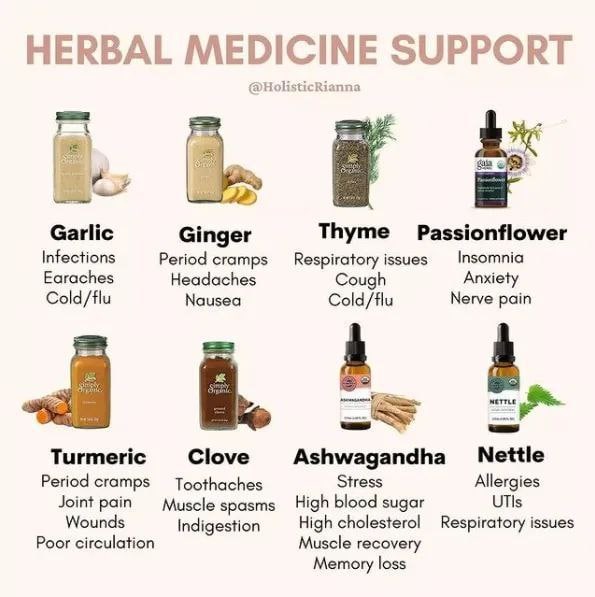 HERBAL MEDICINE SUPPORT
@HolisticRianna
simply
Organic
simply
Organic
simply
Organic
gaia
HERBS
Passionflower
Garlic
Infections
Earaches
Cold/flu
Ginger
Period cramps
Headaches
Nausea
Thyme
Respiratory issues
Cough
Cold/flu
Passionflower
Insomnia
Anxiety
Nerve pain
simply
Organic
simply
Organic
ASHWAGANDHA
NETTLE
Turmeric
Period cramps
Joint pain
Wounds
Poor circulation
Clove
Toothaches
Muscle spasms
Indigestion
Ashwagandha
Stress
High blood sugar
High cholesterol
Muscle recovery
Memory loss
Nettle
Allergies
UTIs
Respiratory issues